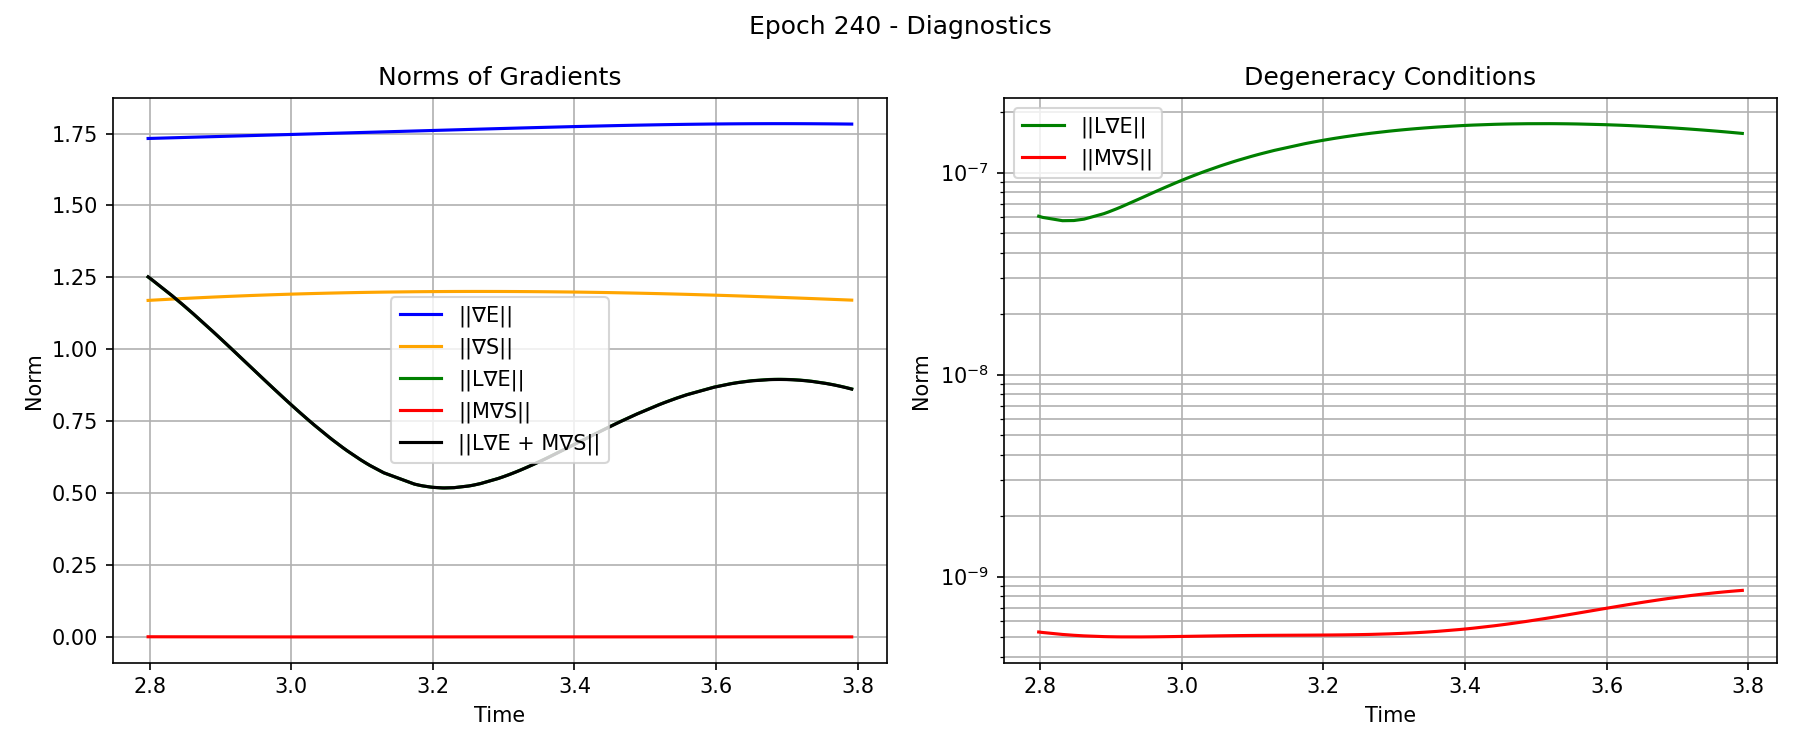 Epoch 240 - Diagnostics
Norms of Gradients
Norm
1.75
1.50
1.25
1.00
0.75
0.50
0.25
0.00
||∇E||
||∇S||
||L∇E||
||M∇S||
||L∇E + M∇S||
2.8 3.0 3.2 3.4 3.6 3.8
Time
Degeneracy Conditions
Norm
10⁻⁷
10⁻⁸
10⁻⁹
||L∇E||
||M∇S||
2.8 3.0 3.2 3.4 3.6 3.8
Time